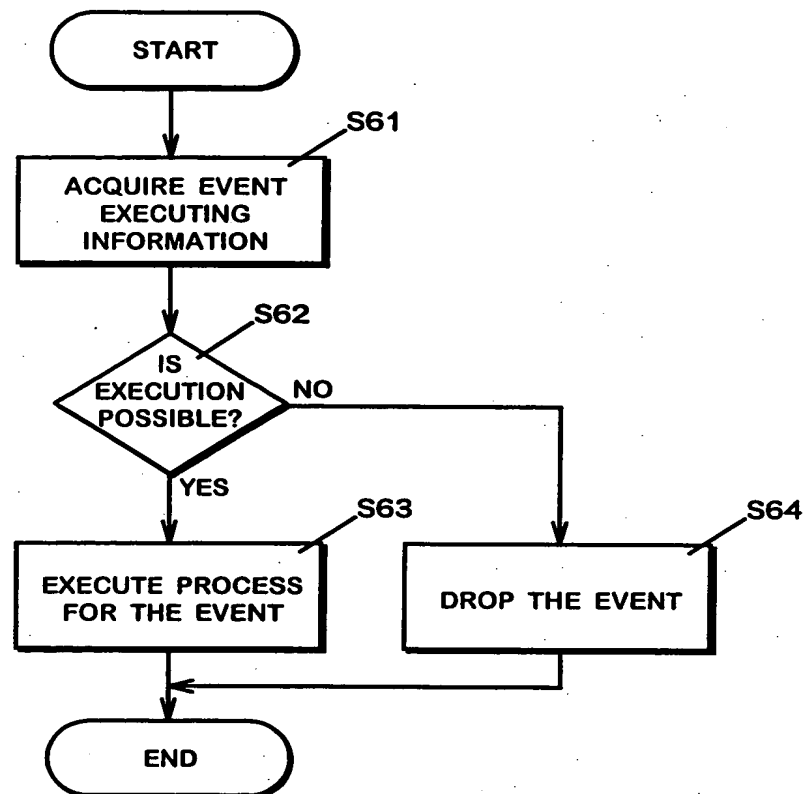 START
S61
ACQUIRE EVENT
EXECUTING
INFORMATION
S62
IS
EXECUTION
POSSIBLE?
NO
YES
S63
EXECUTE PROCESS
FOR THE EVENT
S64
DROP THE EVENT
END